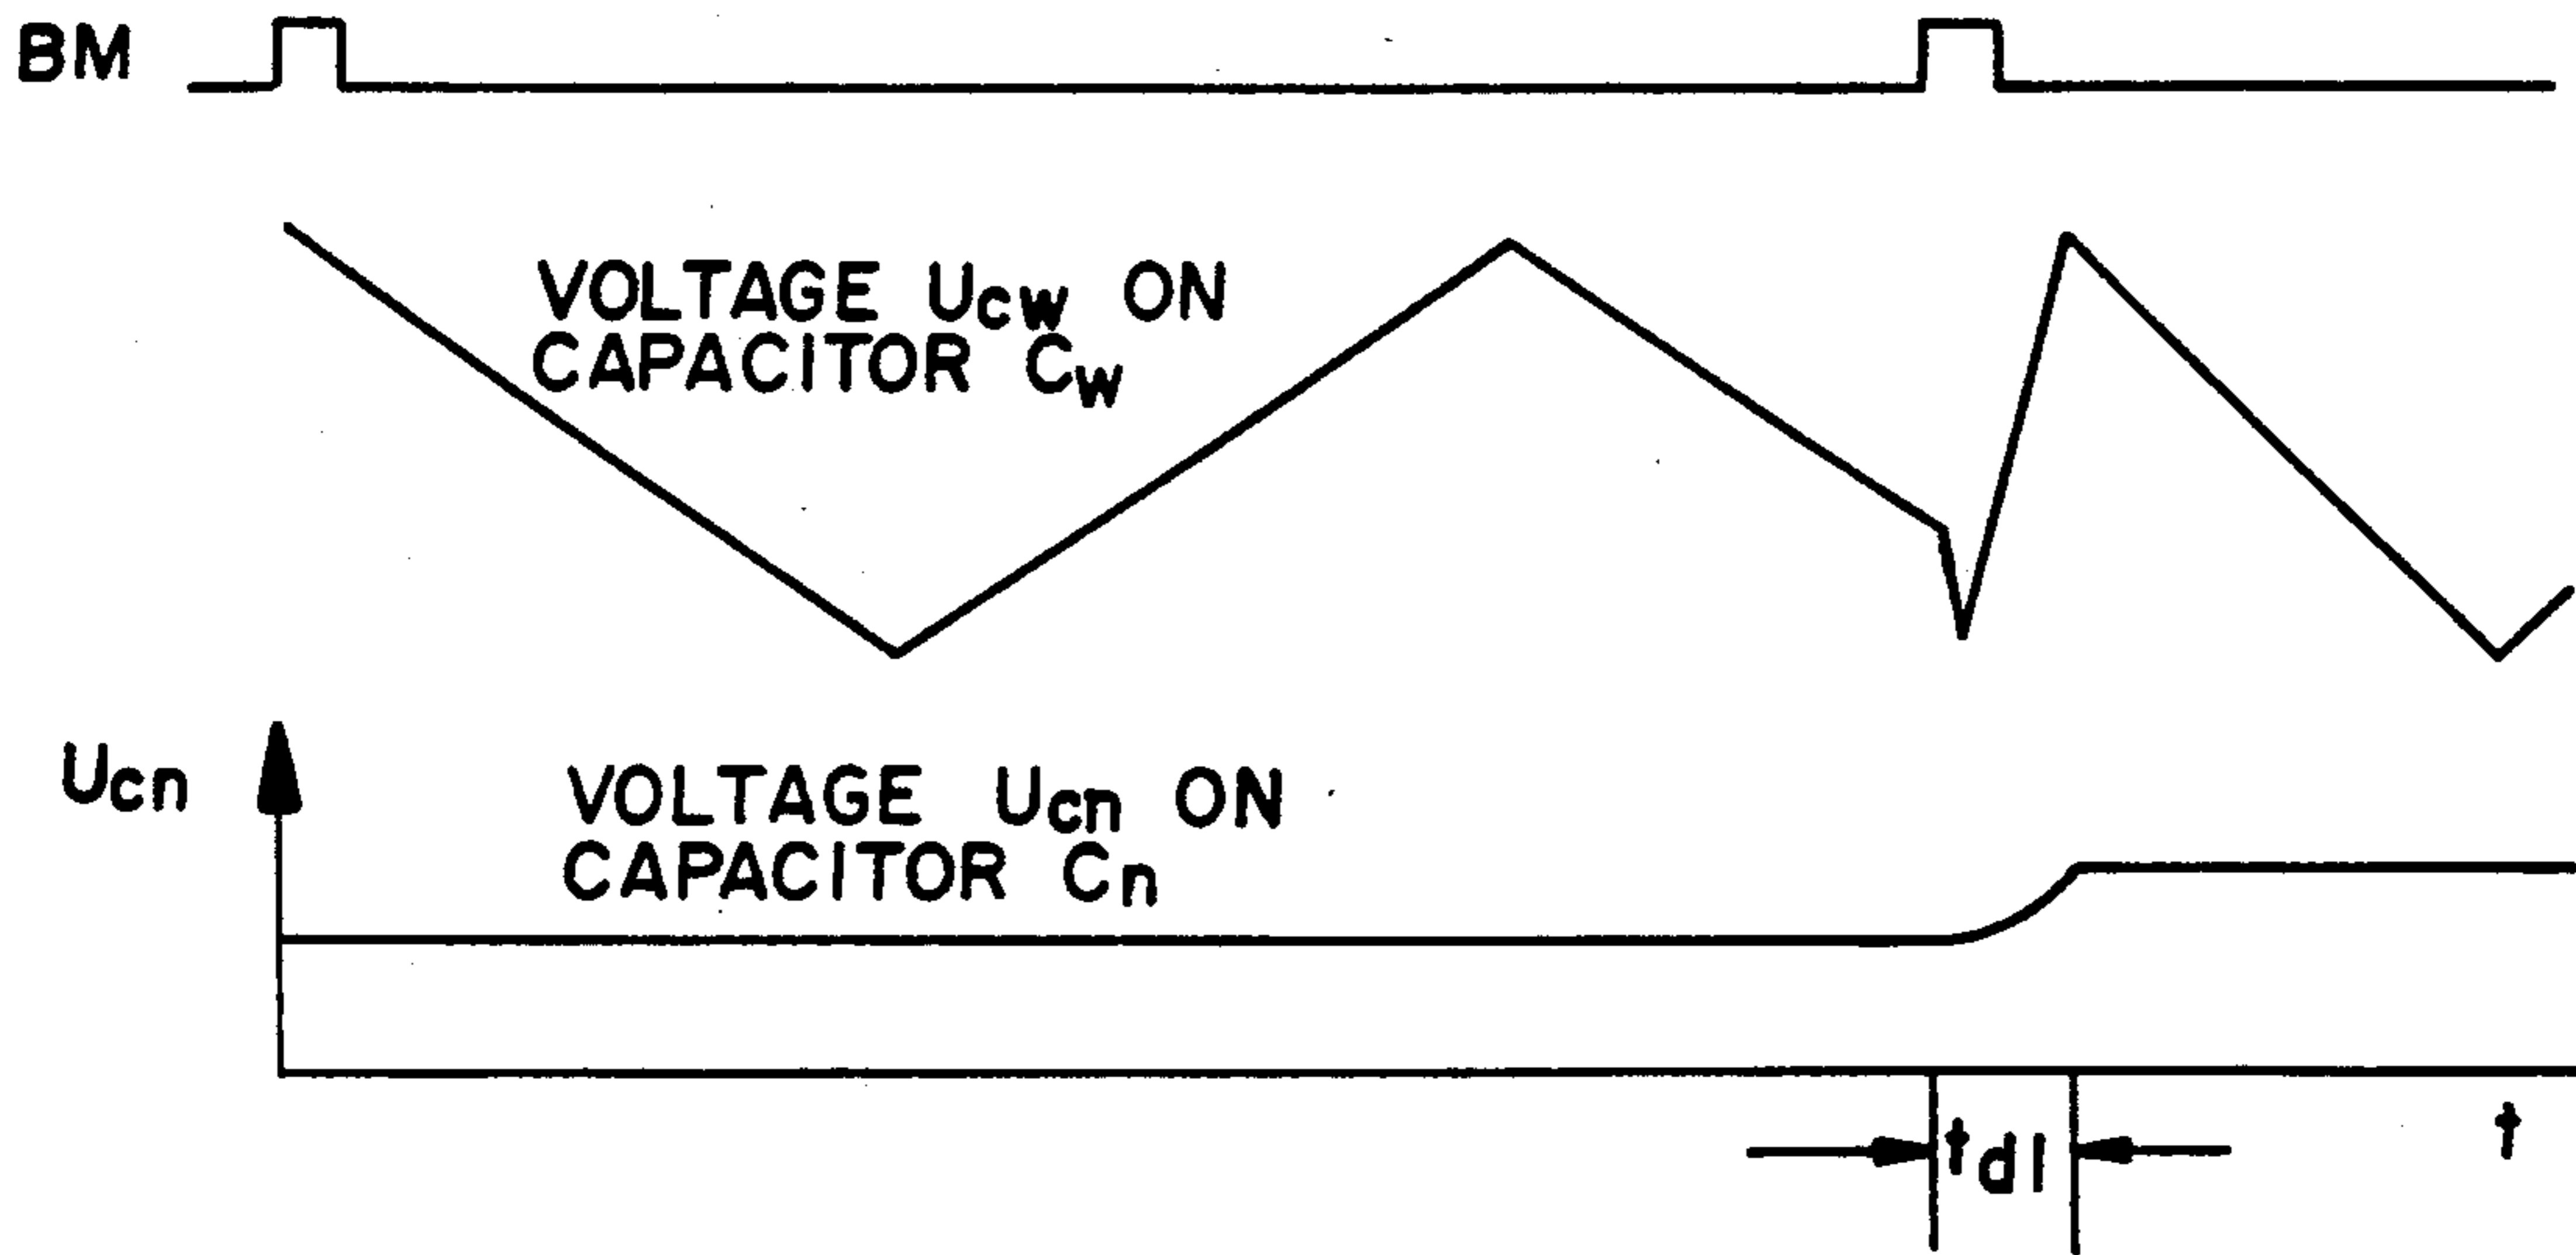 BM
VOLTAGE Ucw ON
CAPACITOR Cw
Ucn
VOLTAGE Ucn ON
CAPACITOR Cn
tdl
t